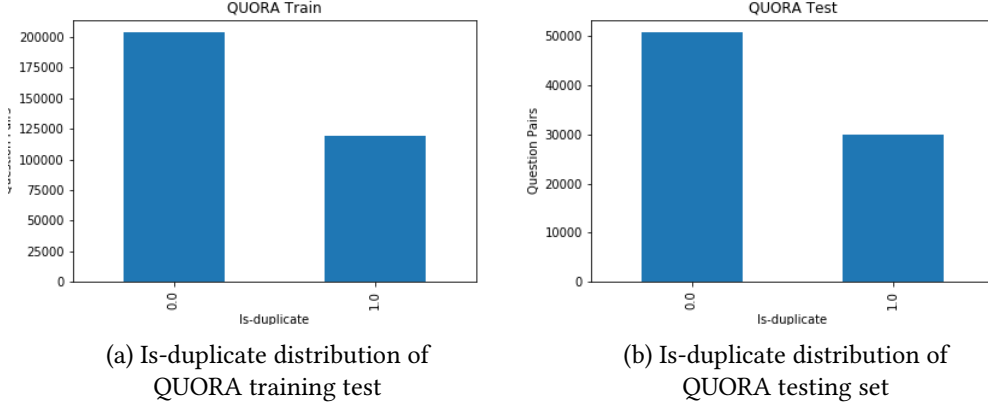 QUORA Train
200000
175000
150000
125000
100000
75000
50000
25000
0
Question Pairs
0.0
1.0
Is-duplicate
(a) Is-duplicate distribution of
QUORA training test
QUORA Test
50000
40000
30000
20000
10000
0
Question Pairs
0.0
1.0
Is-duplicate
(b) Is-duplicate distribution of
QUORA testing set